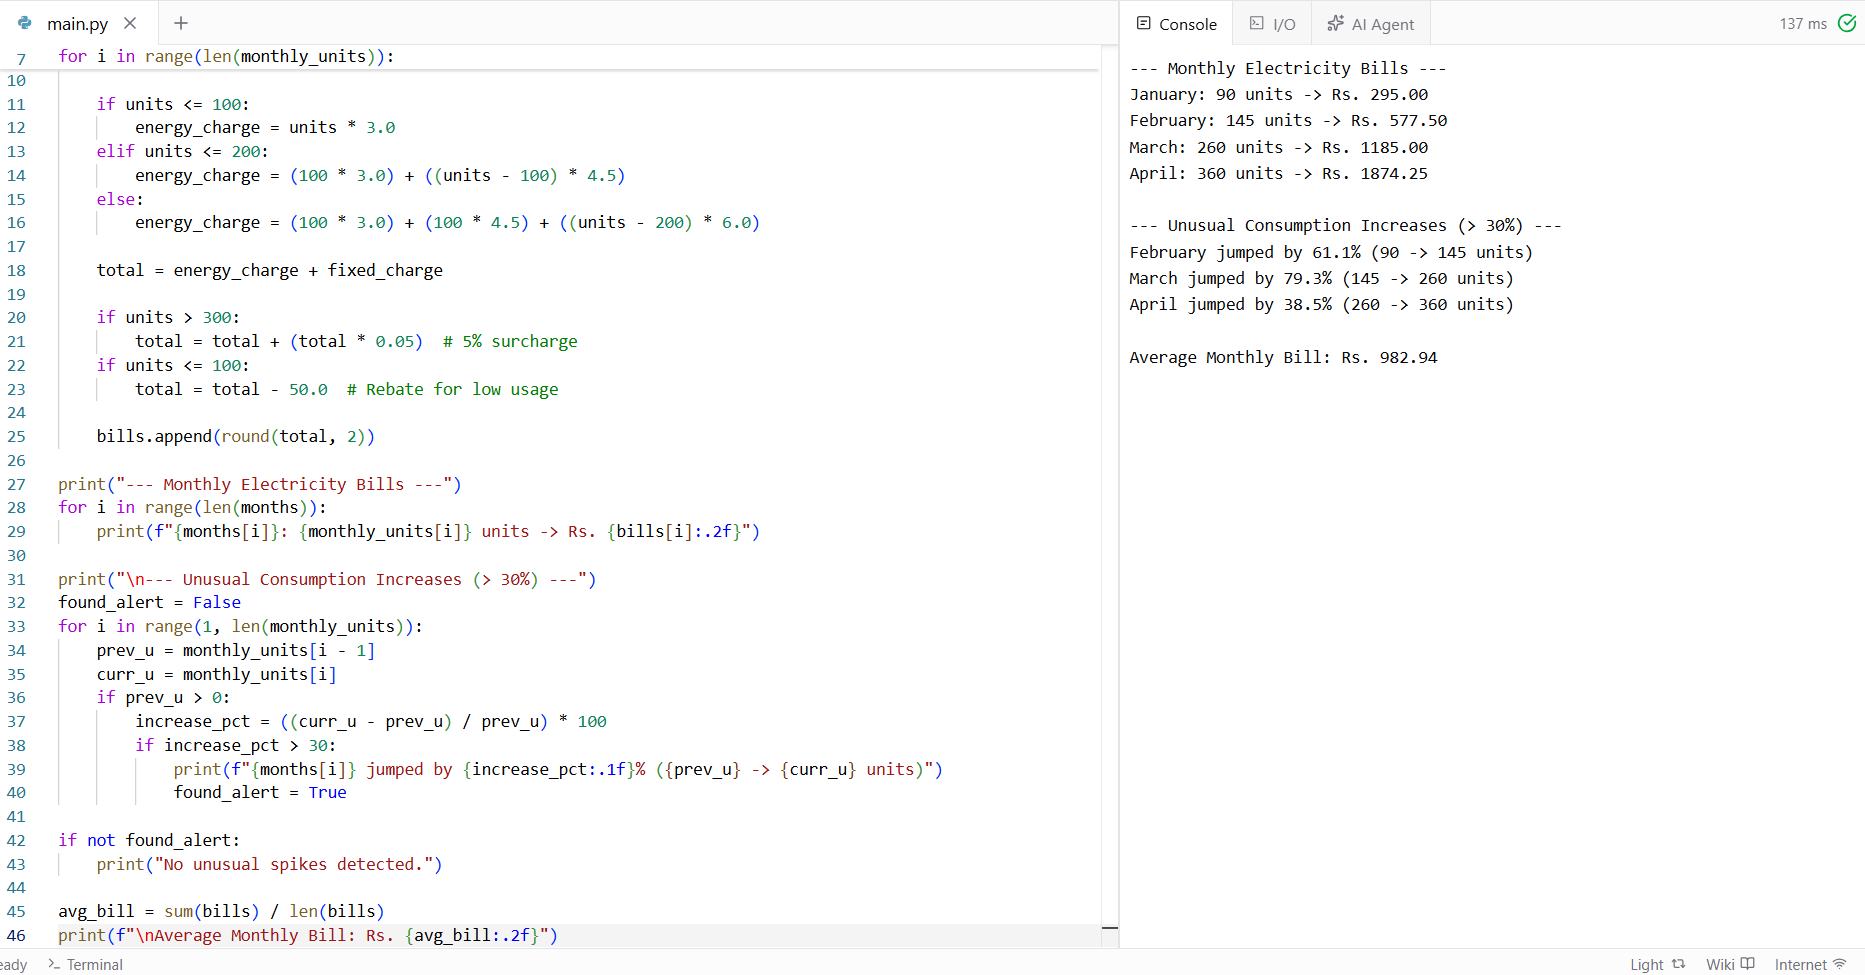 main.py
7 for i in range(len(monthly_units)):
10
11     if units <= 100:
12         energy_charge = units * 3.0
13     elif units <= 200:
14         energy_charge = (100 * 3.0) + ((units - 100) * 4.5)
15     else:
16         energy_charge = (100 * 3.0) + (100 * 4.5) + ((units - 200) * 6.0)
17
18     total = energy_charge + fixed_charge
19
20     if units > 300:
21         total = total + (total * 0.05)  # 5% surcharge
22     if units <= 100:
23         total = total - 50.0  # Rebate for low usage
24
25     bills.append(round(total, 2))
26
27 print("--- Monthly Electricity Bills ---")
28 for i in range(len(months)):
29     print(f"{months[i]}: {monthly_units[i]} units -> Rs. {bills[i]:.2f}")
30
31 print("\n--- Unusual Consumption Increases (> 30%) ---")
32 found_alert = False
33 for i in range(1, len(monthly_units)):
34     prev_u = monthly_units[i - 1]
35     curr_u = monthly_units[i]
36     if prev_u > 0:
37         increase_pct = ((curr_u - prev_u) / prev_u) * 100
38         if increase_pct > 30:
39             print(f"{months[i]} jumped by {increase_pct:.1f}% ({prev_u} -> {curr_u} units)")
40             found_alert = True
41
42 if not found_alert:
43     print("No unusual spikes detected.")
44
45 avg_bill = sum(bills) / len(bills)
46 print(f"\nAverage Monthly Bill: Rs. {avg_bill:.2f}")
Console I/O AI Agent 137 ms
--- Monthly Electricity Bills ---
January: 90 units -> Rs. 295.00
February: 145 units -> Rs. 577.50
March: 260 units -> Rs. 1185.00
April: 360 units -> Rs. 1874.25

--- Unusual Consumption Increases (> 30%) ---
February jumped by 61.1% (90 -> 145 units)
March jumped by 79.3% (145 -> 260 units)
April jumped by 38.5% (260 -> 360 units)

Average Monthly Bill: Rs. 982.94
eady Terminal Light Wiki Internet